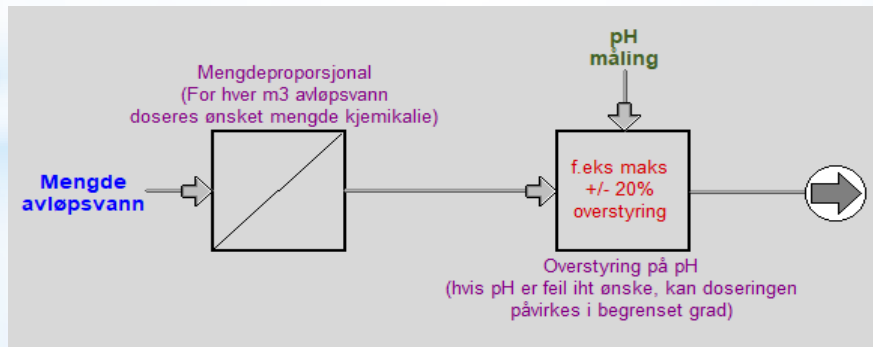 pH
måling
Mengdeproporsjonal
(For hver m3 avløpsvann
doseres ønsket mengde kjemikalie)
Mengde
avløpsvann
f.eks maks
+/- 20%
overstyring
Overstyring på pH
(hvis pH er feil iht ønske, kan doseringen
påvirkes i begrenset grad)